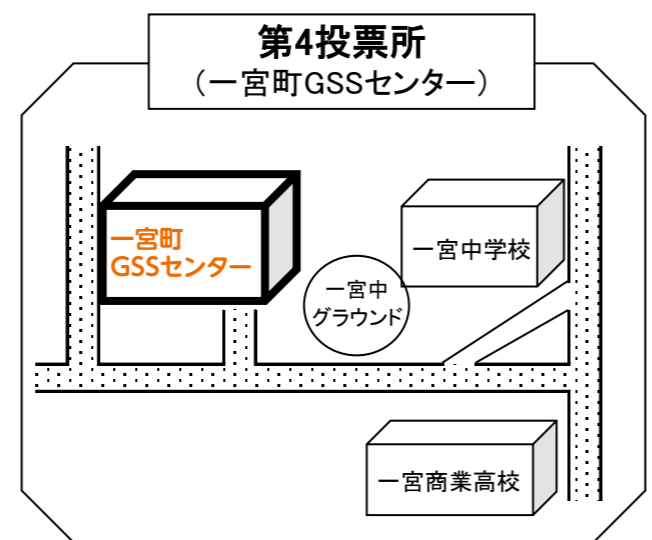 第4投票所
（一宮町GSSセンター）
一宮町
GSSセンター
一宮中学校
一宮中
グラウンド
一宮商業高校